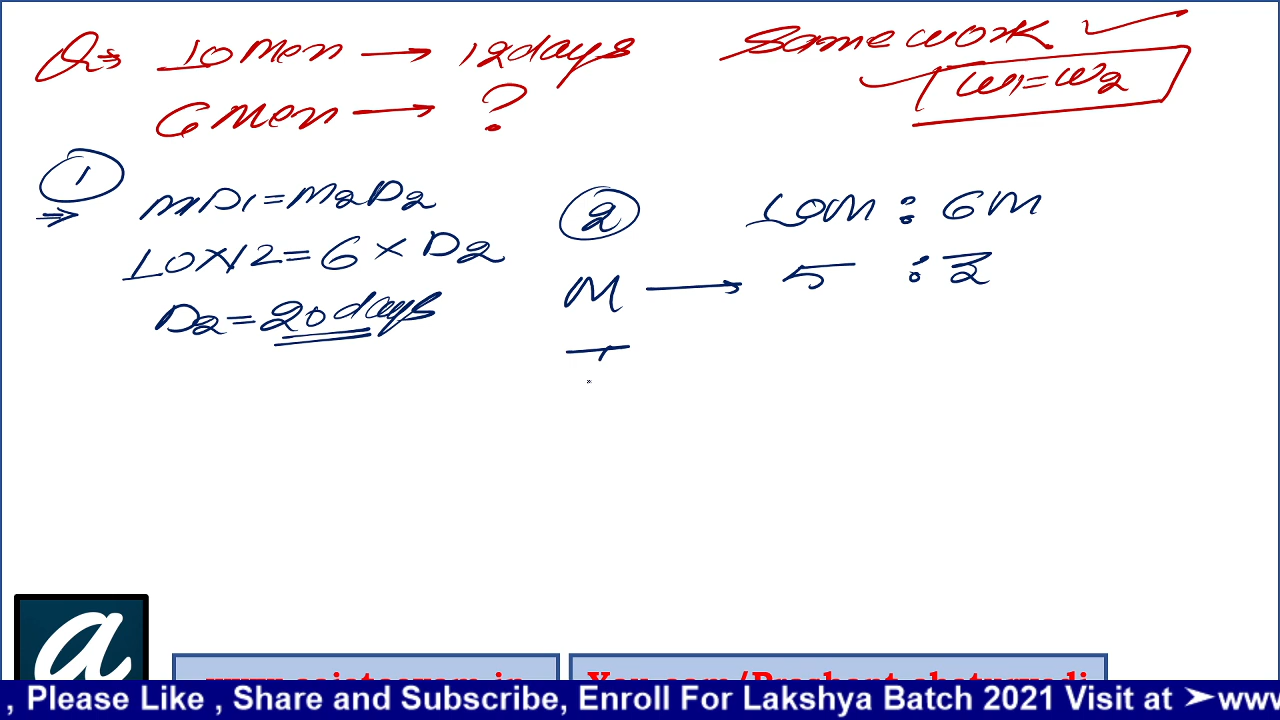 Q⇒ 10 Men → 12 days
6 Men → ?
Same work ✓
✓ W1=W2
①
⇒ M1D1=M2D2
10×12=6×D2
D2=20 days
②
10M : 6M
M → 5 : 3
T
a
, Please Like , Share and Subscribe, Enroll For Lakshya Batch 2021 Visit at ➤www